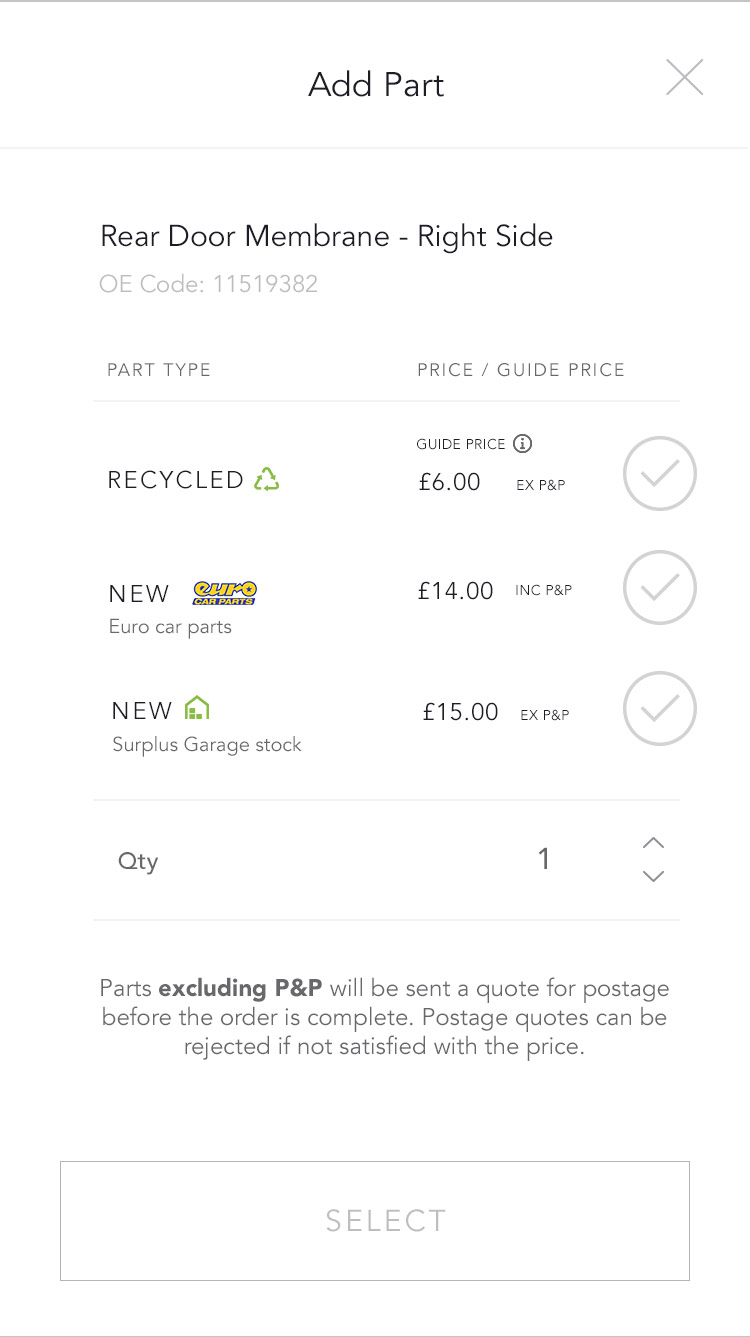 Add Part
Rear Door Membrane - Right Side
OE Code: 11519382
PART TYPE PRICE / GUIDE PRICE
GUIDE PRICE
RECYCLED £6.00 EX P&P
NEW euro CAR PARTS £14.00 INC P&P
Euro car parts
NEW £15.00 EX P&P
Surplus Garage stock
Qty 1
Parts excluding P&P will be sent a quote for postage
before the order is complete. Postage quotes can be
rejected if not satisfied with the price.
SELECT